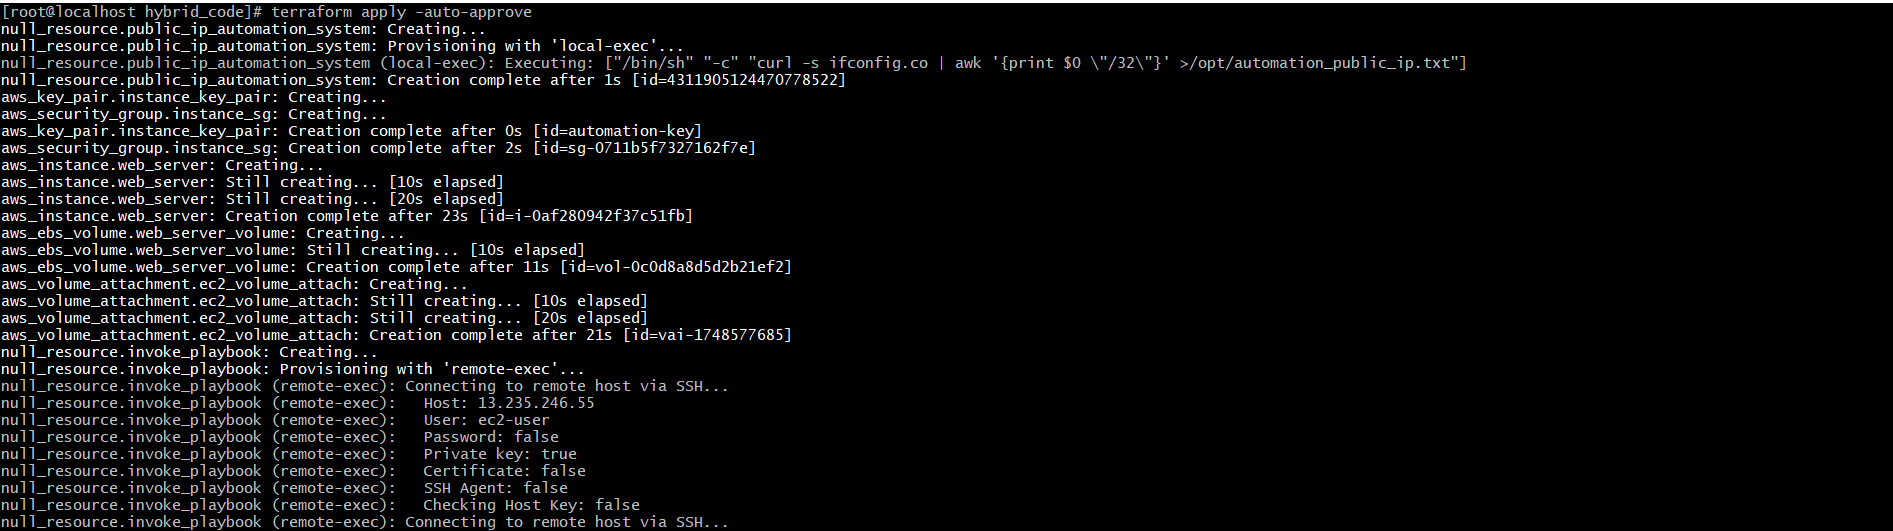 [root@localhost hybrid_code]# terraform apply -auto-approve
null_resource.public_ip_automation_system: Creating...
null_resource.public_ip_automation_system: Provisioning with 'local-exec'...
null_resource.public_ip_automation_system (local-exec): Executing: ["/bin/sh" "-c" "curl -s ifconfig.co | awk '{print $0 \"/32\"}' >/opt/automation_public_ip.txt"]
null_resource.public_ip_automation_system: Creation complete after 1s [id=4311905124470778522]
aws_key_pair.instance_key_pair: Creating...
aws_security_group.instance_sg: Creating...
aws_key_pair.instance_key_pair: Creation complete after 0s [id=automation-key]
aws_security_group.instance_sg: Creation complete after 2s [id=sg-0711b5f7327162f7e]
aws_instance.web_server: Creating...
aws_instance.web_server: Still creating... [10s elapsed]
aws_instance.web_server: Still creating... [20s elapsed]
aws_instance.web_server: Creation complete after 23s [id=i-0af280942f37c51fb]
aws_ebs_volume.web_server_volume: Creating...
aws_ebs_volume.web_server_volume: Still creating... [10s elapsed]
aws_ebs_volume.web_server_volume: Creation complete after 11s [id=vol-0c0d8a8d5d2b21ef2]
aws_volume_attachment.ec2_volume_attach: Creating...
aws_volume_attachment.ec2_volume_attach: Still creating... [10s elapsed]
aws_volume_attachment.ec2_volume_attach: Still creating... [20s elapsed]
aws_volume_attachment.ec2_volume_attach: Creation complete after 21s [id=vai-1748577685]
null_resource.invoke_playbook: Creating...
null_resource.invoke_playbook: Provisioning with 'remote-exec'...
null_resource.invoke_playbook (remote-exec): Connecting to remote host via SSH...
null_resource.invoke_playbook (remote-exec):   Host: 13.235.246.55
null_resource.invoke_playbook (remote-exec):   User: ec2-user
null_resource.invoke_playbook (remote-exec):   Password: false
null_resource.invoke_playbook (remote-exec):   Private key: true
null_resource.invoke_playbook (remote-exec):   Certificate: false
null_resource.invoke_playbook (remote-exec):   SSH Agent: false
null_resource.invoke_playbook (remote-exec):   Checking Host Key: false
null_resource.invoke_playbook (remote-exec): Connecting to remote host via SSH...